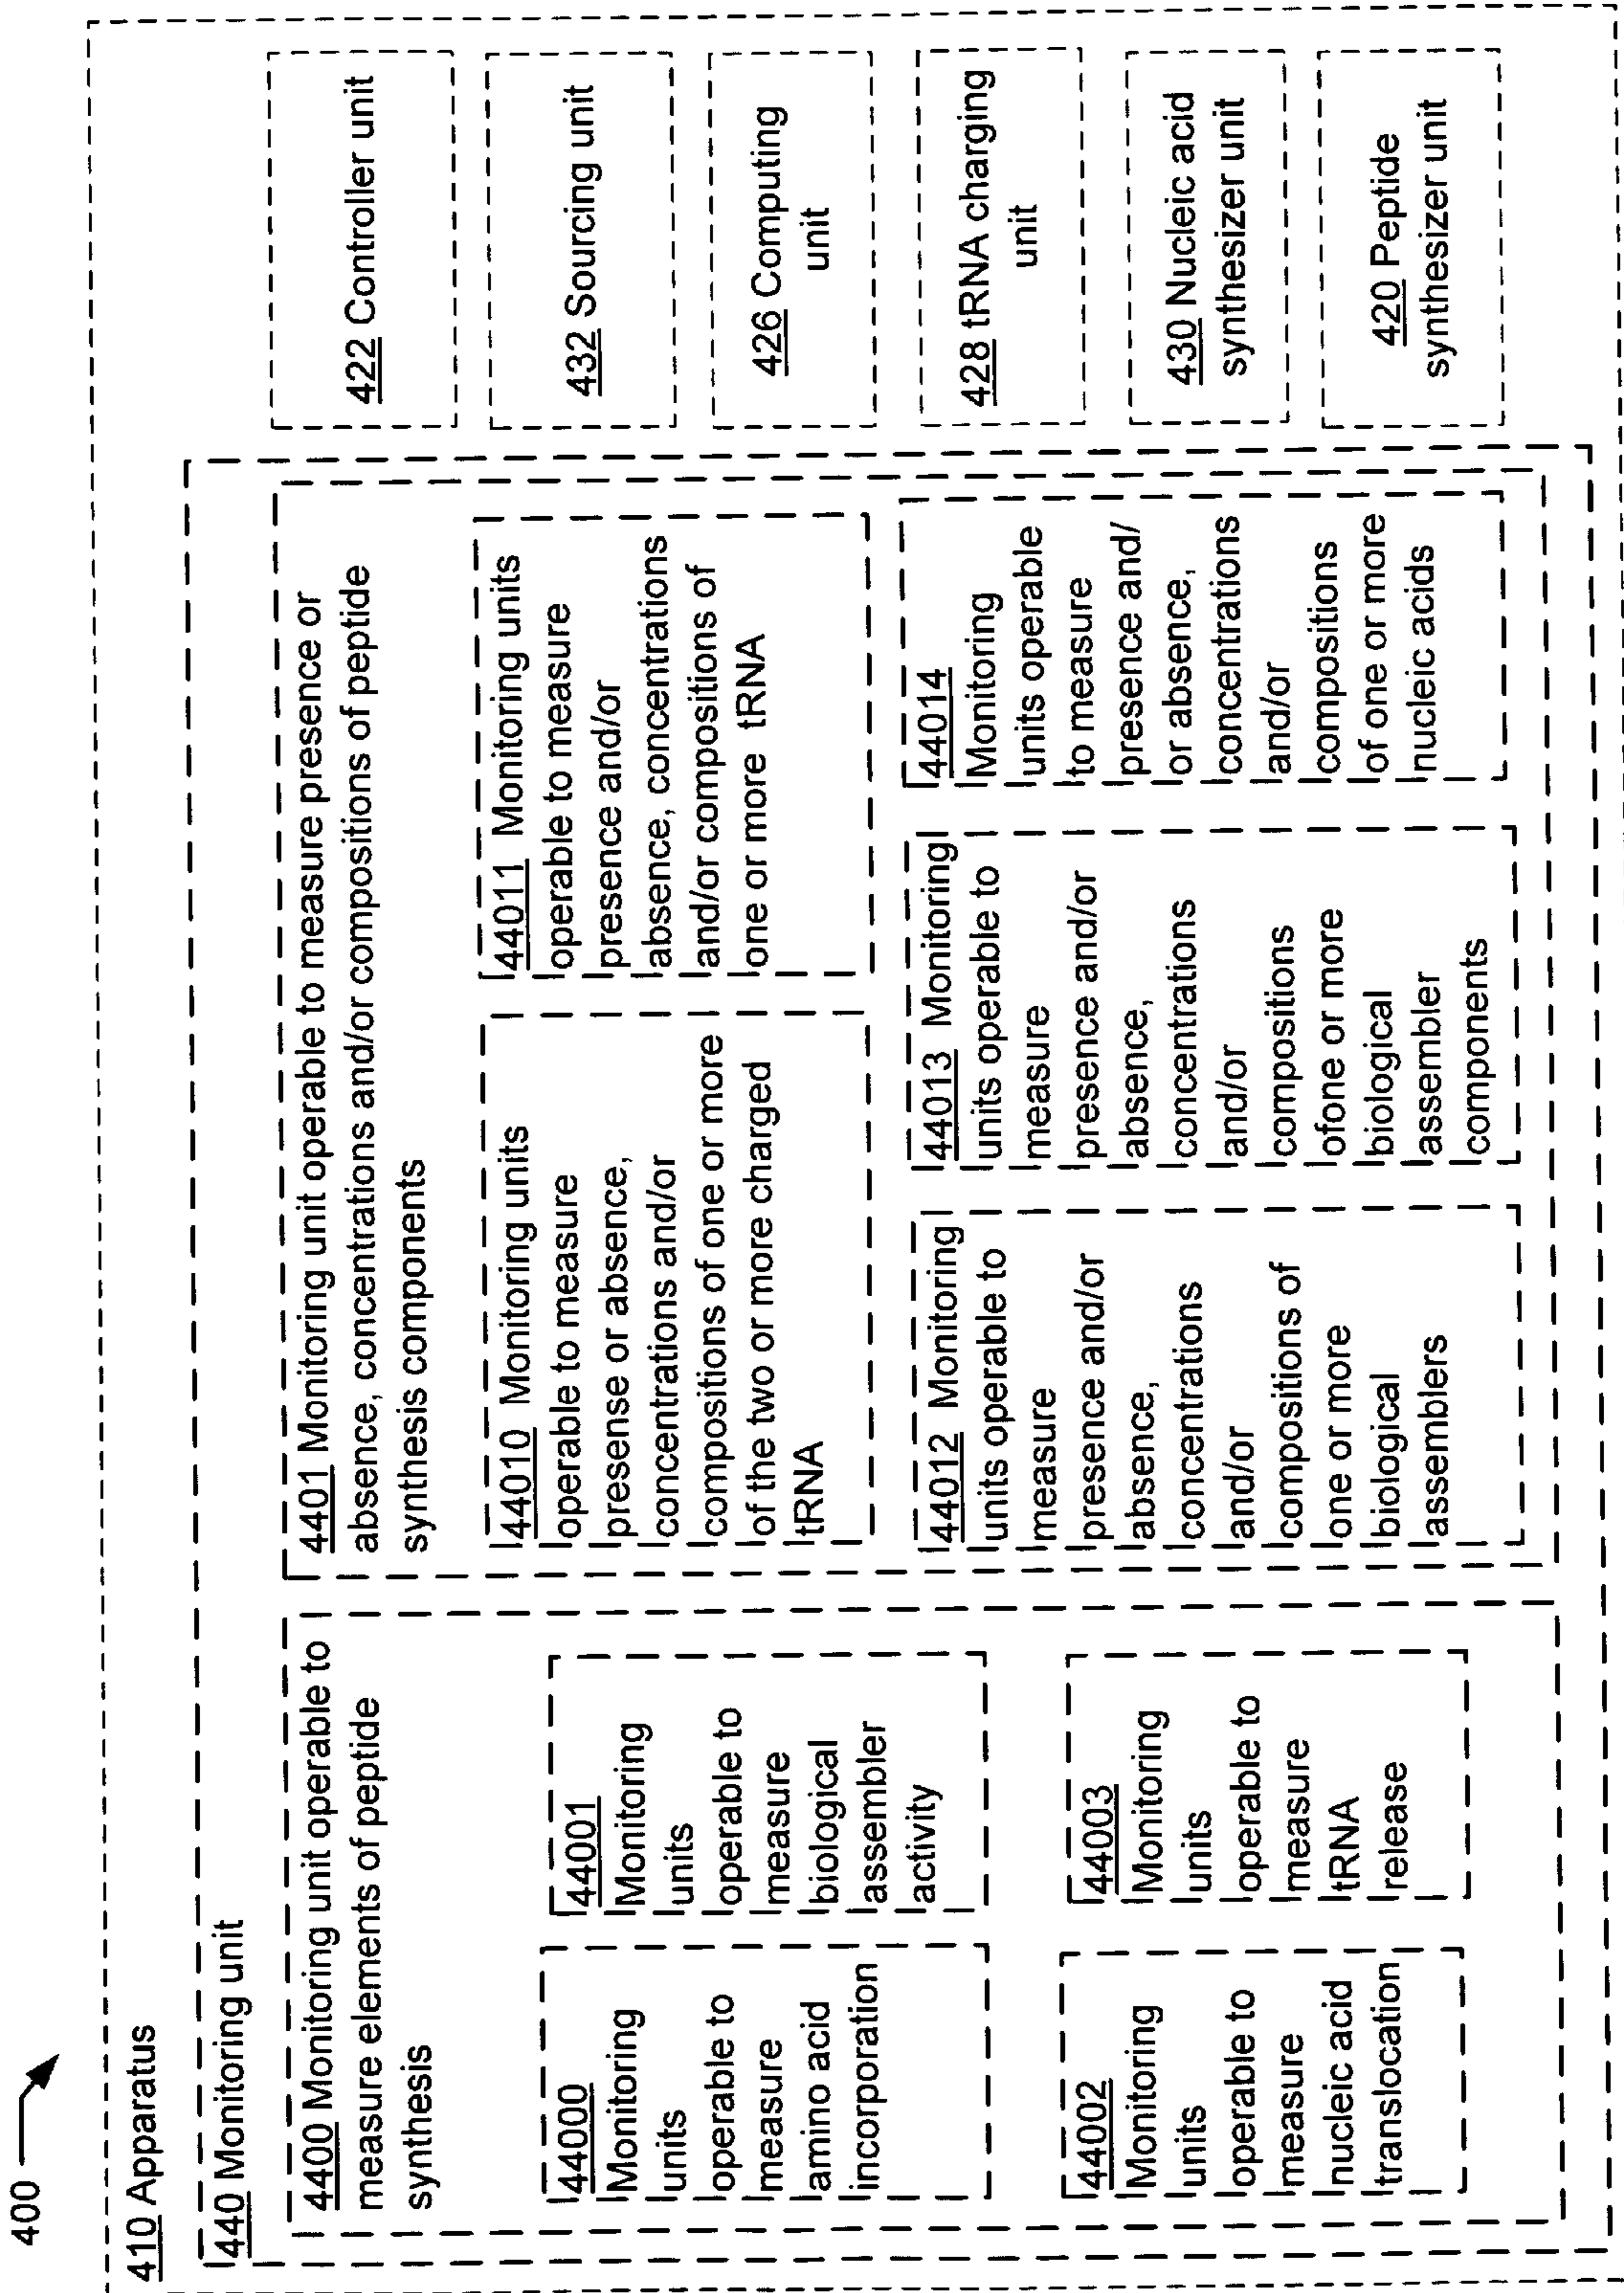 400
410 Apparatus
440 Monitoring unit
4400 Monitoring unit operable to
measure elements of peptide
synthesis
44000
Monitoring
units
operable to
measure
amino acid
incorporation
44001
Monitoring
units
operable to
measure
biological
assembler
activity
44002
Monitoring
units
operable to
measure
nucleic acid
translocation
44003
Monitoring
units
operable to
measure
tRNA
release
4401 Monitoring unit operable to measure presence or
absence, concentrations and/or compositions of peptide
synthesis components
44010 Monitoring units
operable to measure
presense or absence,
concentrations and/or
compositions of one or more
of the two or more charged
tRNA
44011 Monitoring units
operable to measure
presence and/or
absence, concentrations
and/or compositions of
one or more tRNA
44012 Monitoring
units operable to
measure
presence and/or
absence,
concentrations
and/or
compositions of
one or more
biological
assemblers
44013 Monitoring
units operable to
measure
presence and/or
absence,
concentrations
and/or
compositions
ofone or more
biological
assembler
components
44014
Monitoring
units operable
to measure
presence and/
or absence,
concentrations
and/or
compositions
of one or more
nucleic acids
422 Controller unit
432 Sourcing unit
426 Computing
unit
428 tRNA charging
unit
430 Nucleic acid
synthesizer unit
420 Peptide
synthesizer unit